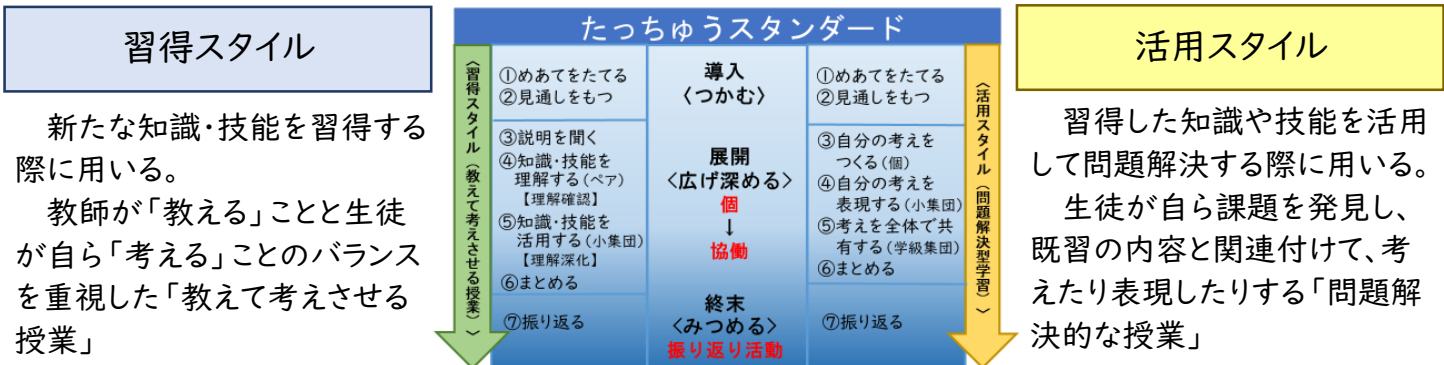 習得スタイル
新たな知識・技能を習得する
際に用いる。
教師が「教える」ことと生徒
が自ら「考える」ことのバランス
を重視した「教えて考えさせる
授業」
たっちゅうスタンダード
〈習得スタイル(教えて考えさせる授業)〉
①めあてをたてる
②見通しをもつ
③説明を聞く
④知識・技能を
理解する(ペア)
【理解確認】
⑤知識・技能を
活用する(小集団)
【理解深化】
⑥まとめる
⑦振り返る
導入
〈つかむ〉
展開
〈広げ深める〉
個
↓
協働
終末
〈みつめる〉
振り返り活動
①めあてをたてる
②見通しをもつ
③自分の考えを
つくる(個)
④自分の考えを
表現する(小集団)
⑤考えを全体で共
有する(学級集団)
⑥まとめる
⑦振り返る
〈活用スタイル(問題解決型学習)〉
活用スタイル
習得した知識や技能を活用
して問題解決する際に用いる。
生徒が自ら課題を発見し、
既習の内容と関連付けて、考
えたり表現したりする「問題解
決的な授業」